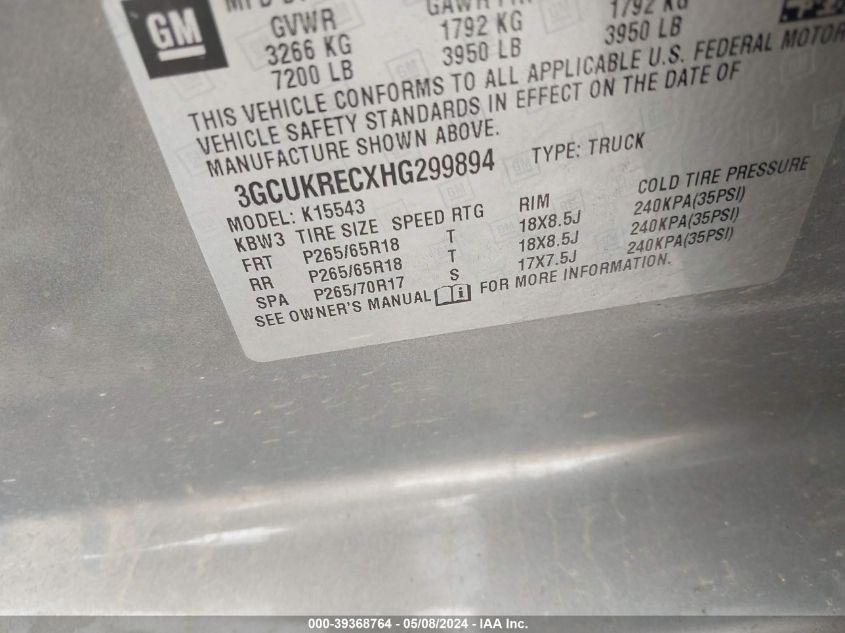 GM
GVWR
3266 KG 1792 KG 1792 KG
7200 LB 3950 LB 3950 LB
THIS VEHICLE CONFORMS TO ALL APPLICABLE U.S. FEDERAL MOTOR
VEHICLE SAFETY STANDARDS IN EFFECT ON THE DATE OF
MANUFACTURE SHOWN ABOVE.
3GCUKRECXHG299894 TYPE: TRUCK
MODEL: K15543
KBW3 TIRE SIZE SPEED RTG RIM COLD TIRE PRESSURE
FRT P265/65R18 T 18X8.5J 240KPA(35PSI)
RR P265/65R18 T 18X8.5J 240KPA(35PSI)
SPA P265/70R17 S 17X7.5J 240KPA(35PSI)
SEE OWNER'S MANUAL FOR MORE INFORMATION.
000-39368764 - 05/08/2024 - IAA Inc.